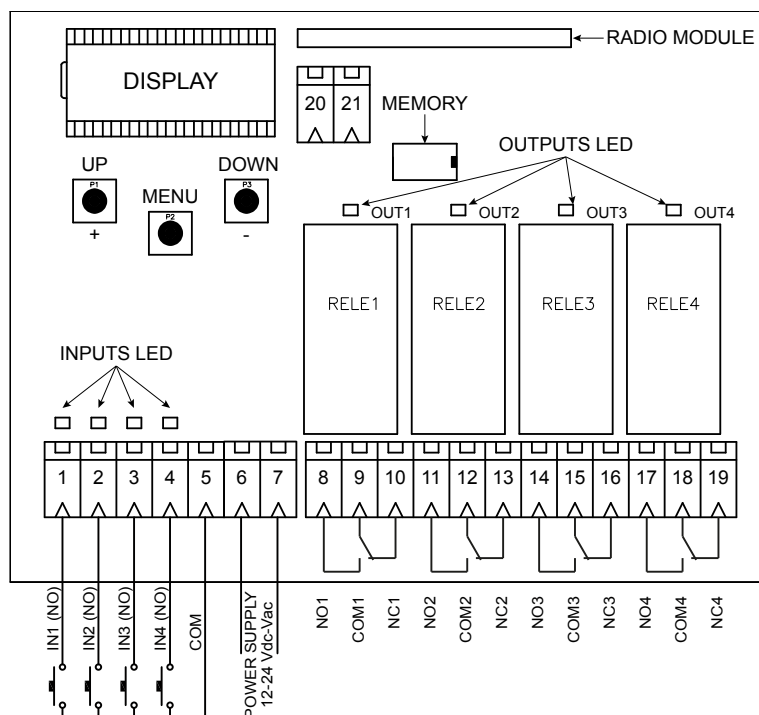 RADIO MODULE
DISPLAY
20 21
MEMORY
OUTPUTS LED
UP
DOWN
MENU
P1
P2
P3
+
-
OUT1
OUT2
OUT3
OUT4
RELE1
RELE2
RELE3
RELE4
INPUTS LED
1 2 3 4 5 6 7
8 9 10 11 12 13 14 15 16 17 18 19
IN1 (NO)
IN2 (NO)
IN3 (NO)
IN4 (NO)
COM
POWER SUPPLY
12-24 Vdc-Vac
NO1
COM1
NC1
NO2
COM2
NC2
NO3
COM3
NC3
NO4
COM4
NC4